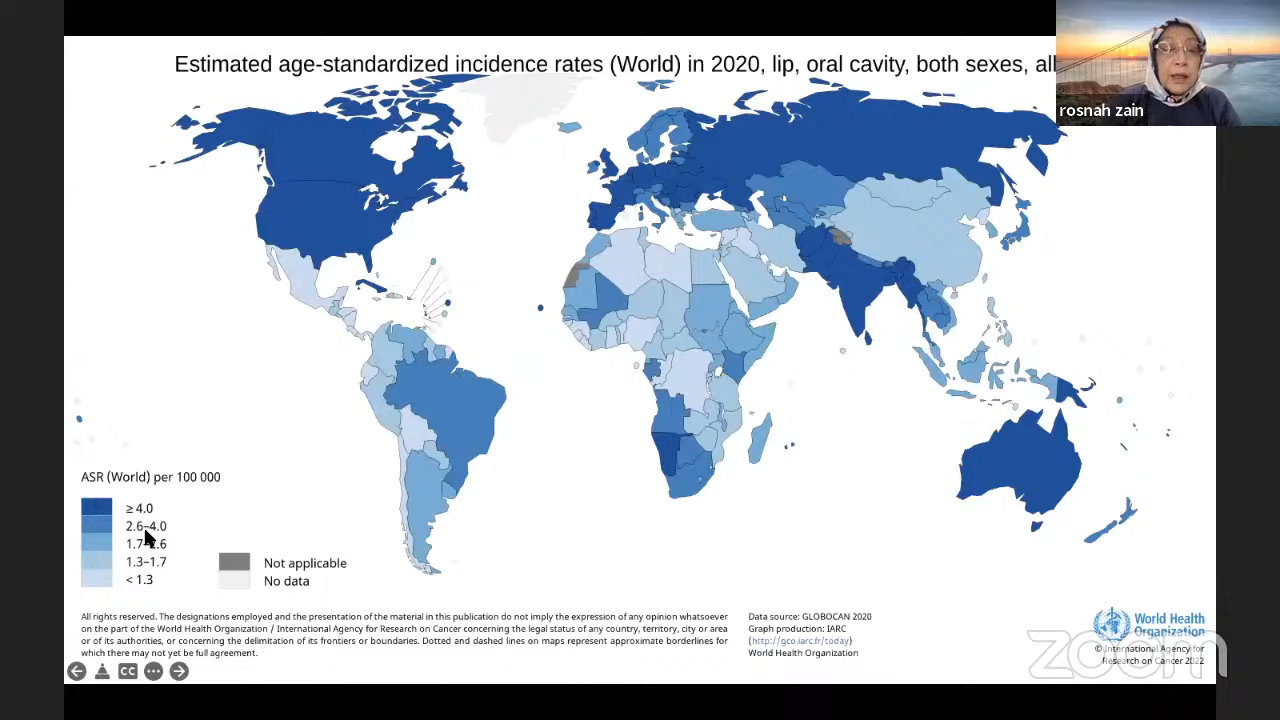 Estimated age-standardized incidence rates (World) in 2020, lip, oral cavity, both sexes, all
rosnah zain
ASR (World) per 100 000
≥ 4.0
2.6–4.0
1.7–2.6
1.3–1.7
< 1.3
Not applicable
No data
All rights reserved. The designations employed and the presentation of the material in this publication do not imply the expression of any opinion whatsoever
on the part of the World Health Organization / International Agency for Research on Cancer concerning the legal status of any country, territory, city or area
or of its authorities, or concerning the delimitation of its frontiers or boundaries. Dotted and dashed lines on maps represent approximate borderlines for
which there may not yet be full agreement.
Data source: GLOBOCAN 2020
Graph production: IARC
(http://gco.iarc.fr/today)
World Health Organization
World Health
Organization
© International Agency for
Research on Cancer 2022
zoom
CC